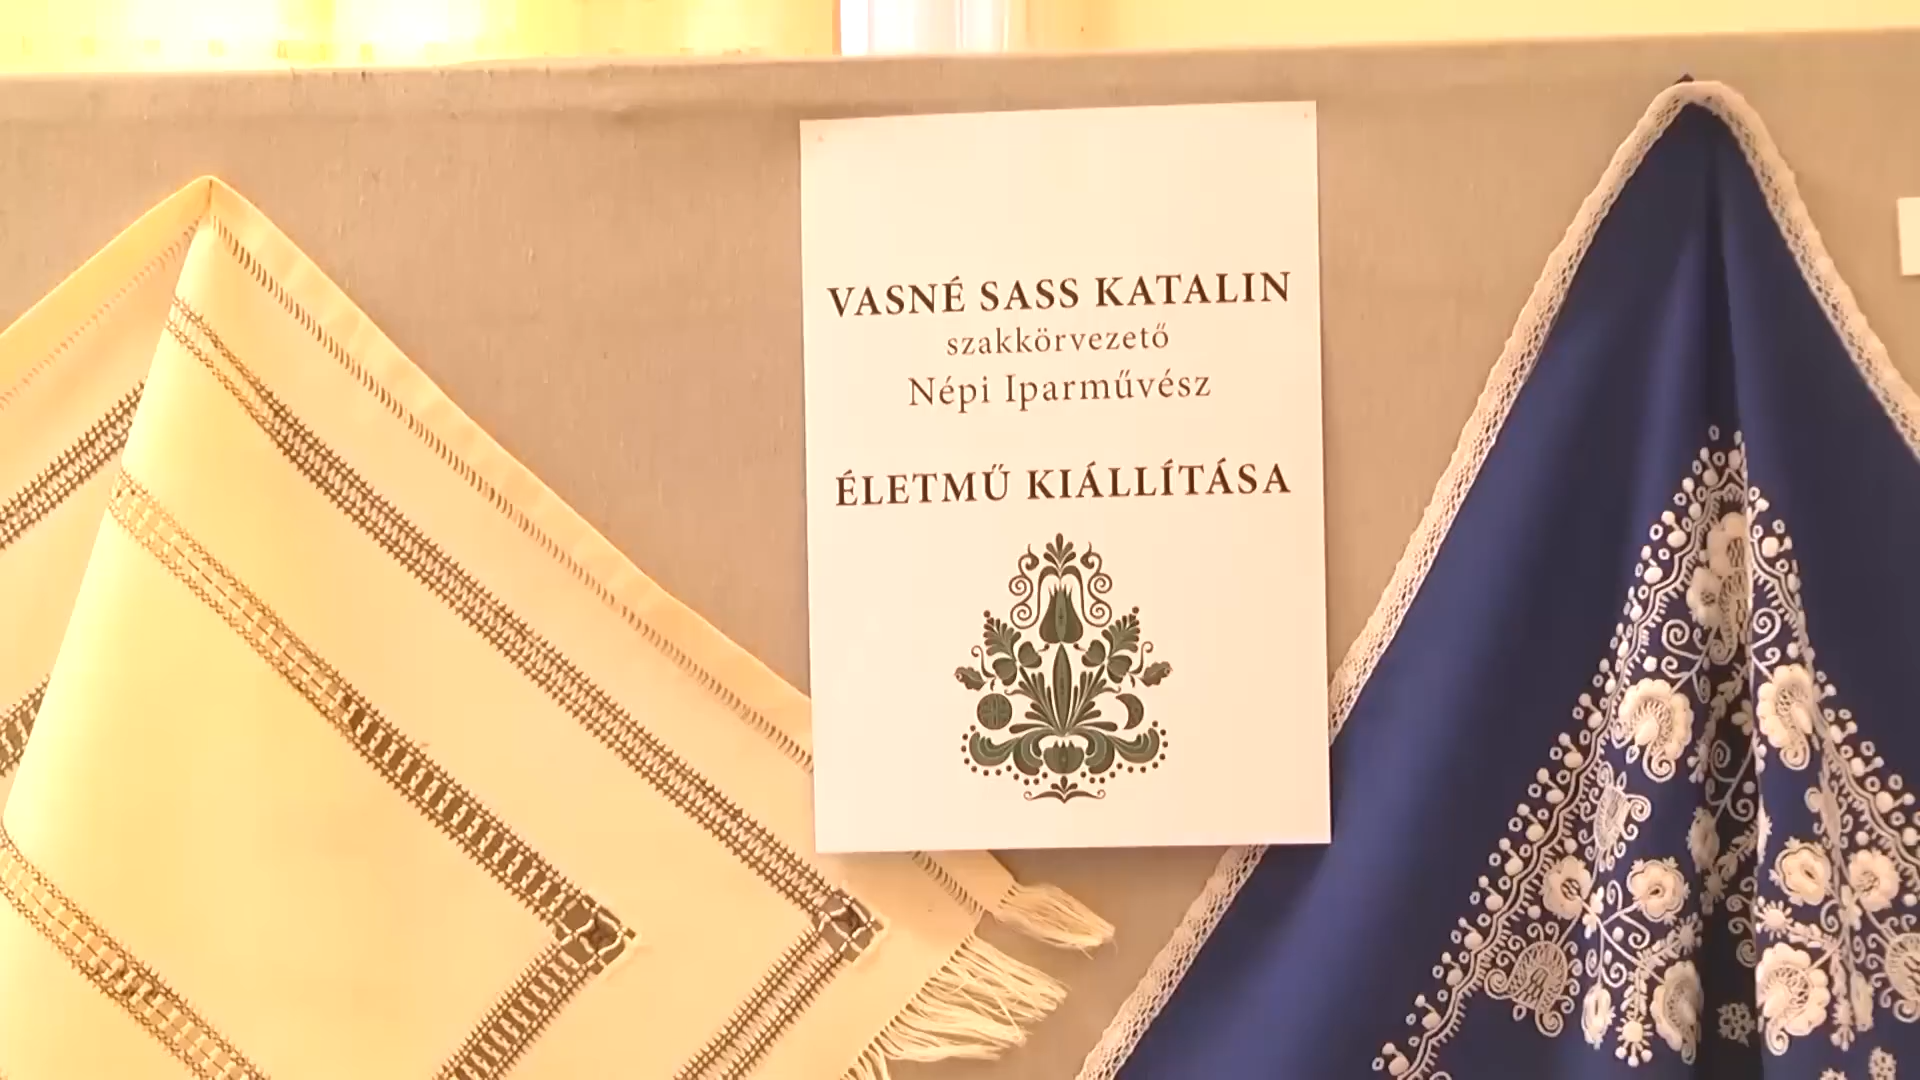 VASNÉ SASS KATALIN
szakkörvezető
Népi Iparművész
ÉLETMŰ KIÁLLÍTÁSA